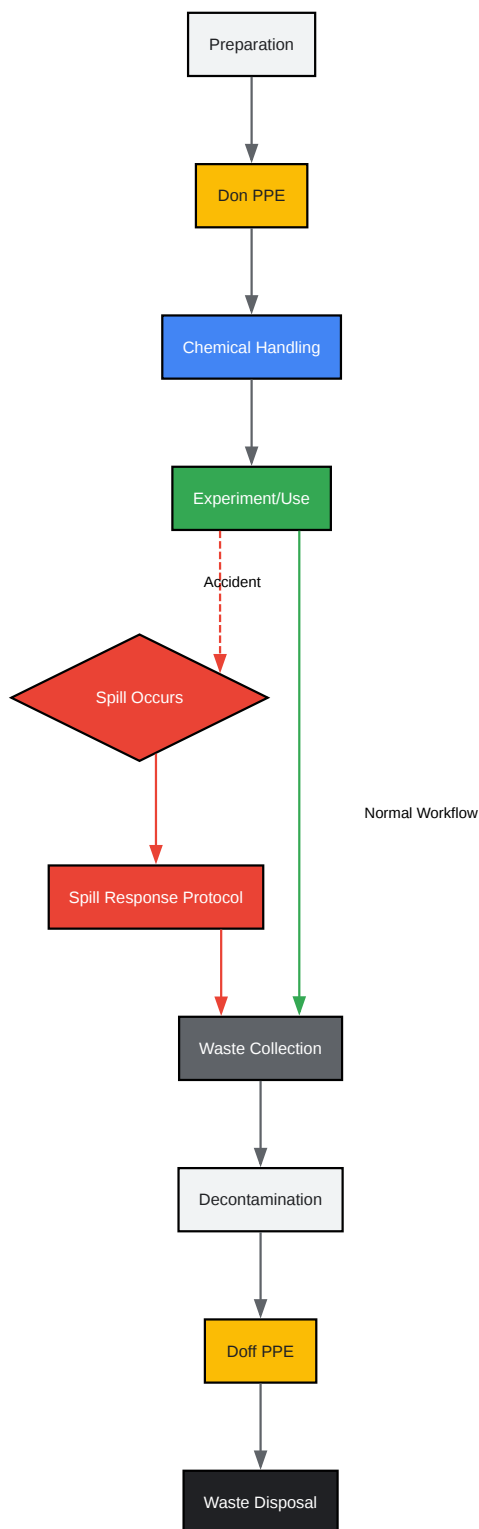 Preparation
Don PPE
Chemical Handling
Experiment/Use
Accident
Spill Occurs
Normal Workflow
Spill Response Protocol
Waste Collection
Decontamination
Doff PPE
Waste Disposal